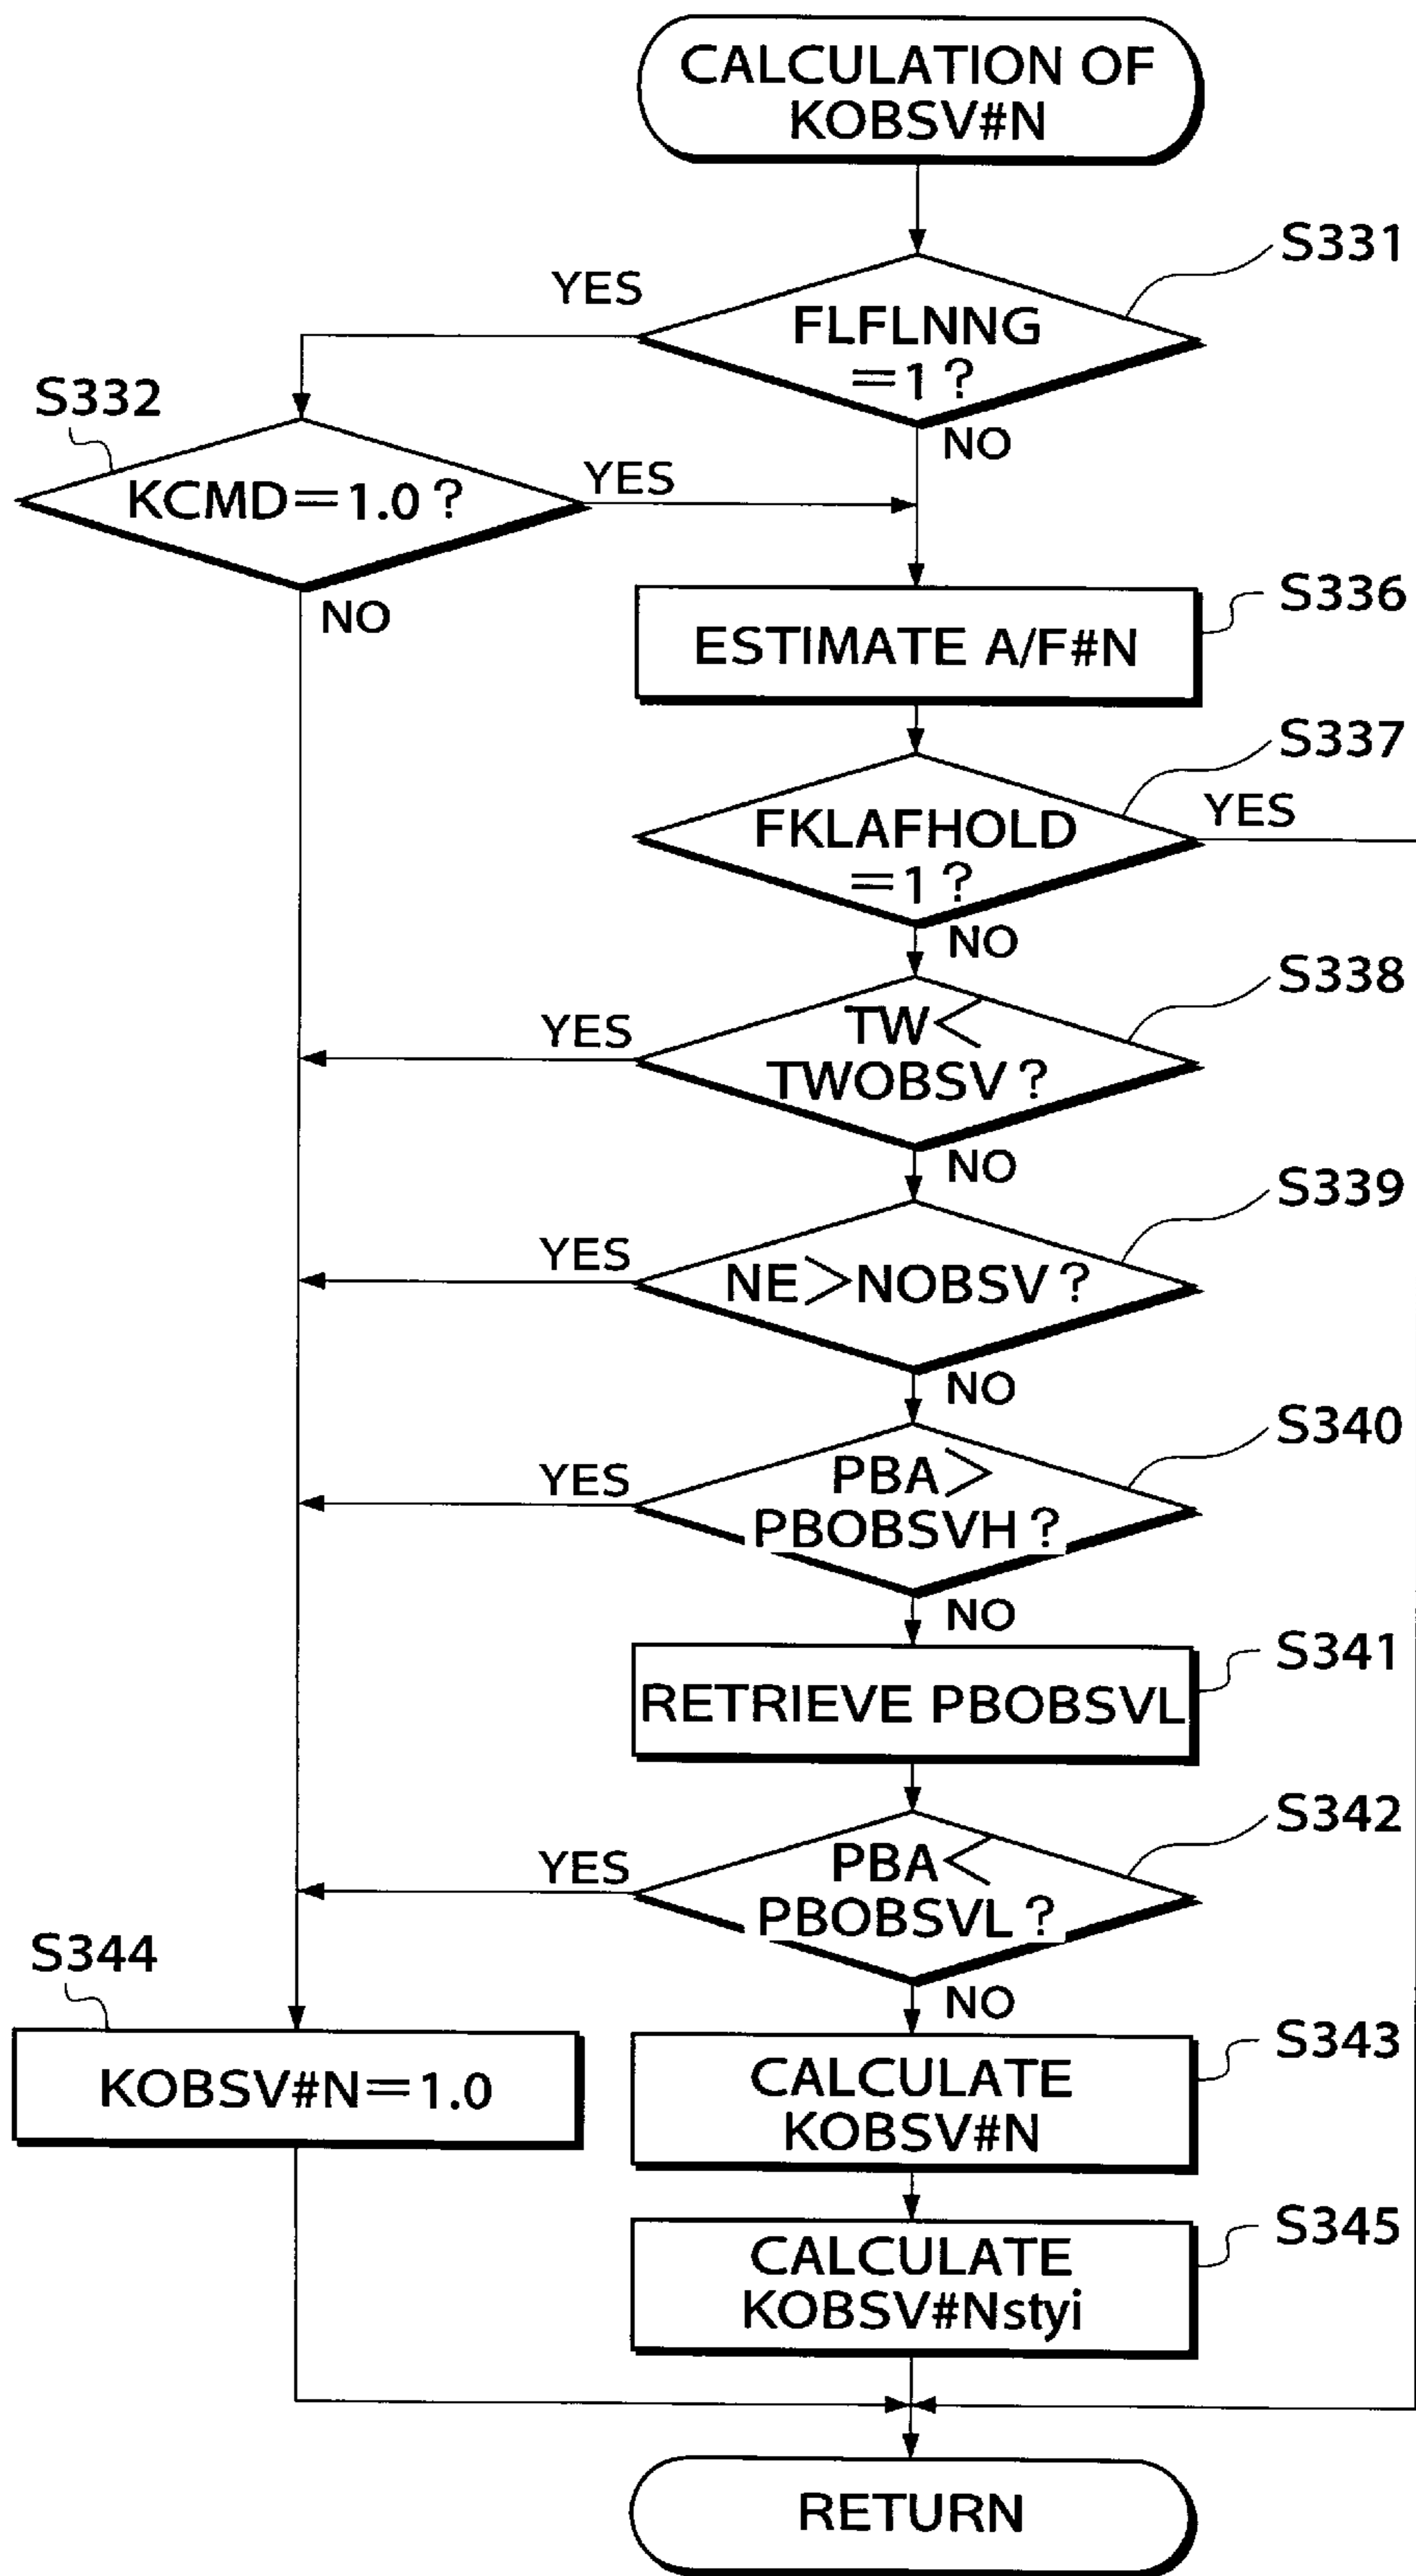 CALCULATION OF
KOBSV#N
S331
YES
FLFLNNG
=1?
NO
S332
KCMD=1.0?
YES
NO
S336
ESTIMATE A/F#N
S337
FKLAFHOLD
=1?
YES
NO
S338
YES
TW<
TWOBSV?
NO
S339
YES
NE>NOBSV?
NO
S340
YES
PBA>
PBOBSVH?
NO
S341
RETRIEVE PBOBSVL
S342
YES
PBA<
PBOBSVL?
NO
S344
KOBSV#N=1.0
S343
CALCULATE
KOBSV#N
S345
CALCULATE
KOBSV#Nstyi
RETURN